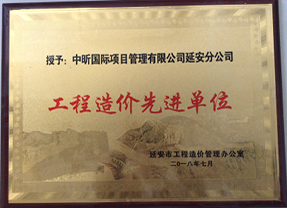 授予：中昕国际项目管理有限公司延安分公司
工程造价先进单位
延安市工程造价管理办公室
二〇一八年七月